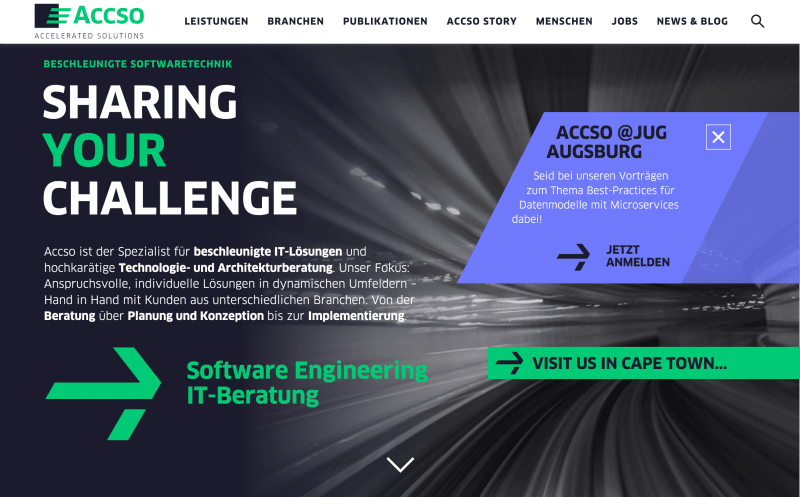 Accso
ACCELERATED SOLUTIONS
LEISTUNGEN BRANCHEN PUBLIKATIONEN ACCSO STORY MENSCHEN JOBS NEWS & BLOG
BESCHLEUNIGTE SOFTWARETECHNIK
SHARING
YOUR
CHALLENGE
Accso ist der Spezialist für beschleunigte IT-Lösungen und
hochkarätige Technologie- und Architekturberatung. Unser Fokus:
Anspruchsvolle, individuelle Lösungen in dynamischen Umfeldern –
Hand in Hand mit Kunden aus unterschiedlichen Branchen. Von der
Beratung über Planung und Konzeption bis zur Implementierung.
Software Engineering
IT-Beratung
ACCSO @JUG
AUGSBURG
Seid bei unseren Vorträgen
zum Thema Best-Practices für
Datenmodelle mit Microservices
dabei!
JETZT
ANMELDEN
VISIT US IN CAPE TOWN...